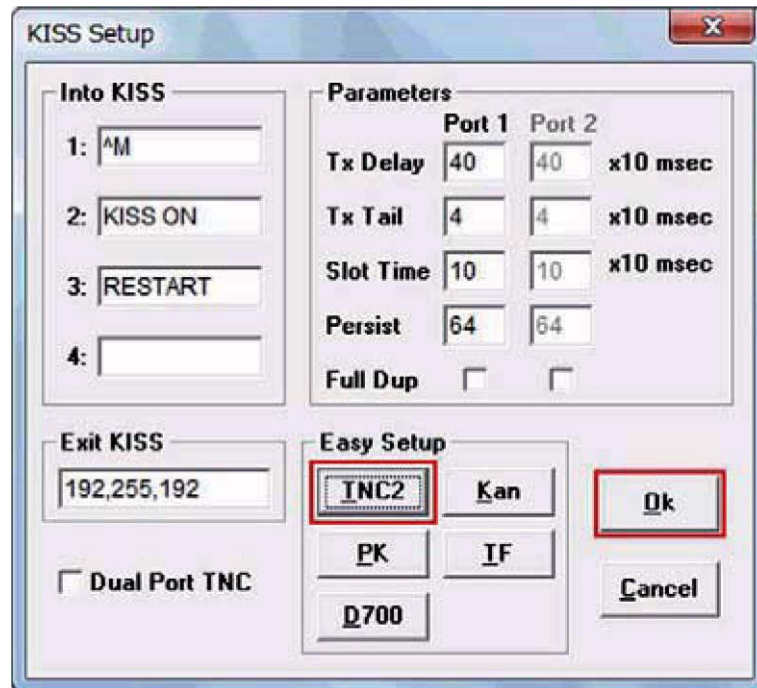 KISS Setup
Into KISS
1: ^M
2: KISS ON
3: RESTART
4:
Parameters
Port 1 Port 2
Tx Delay 40 40 x10 msec
Tx Tail 4 4 x10 msec
Slot Time 10 10 x10 msec
Persist 64 64
Full Dup
Exit KISS
192,255,192
Dual Port TNC
Easy Setup
TNC2 Kan
PK TF
D700
Ok
Cancel